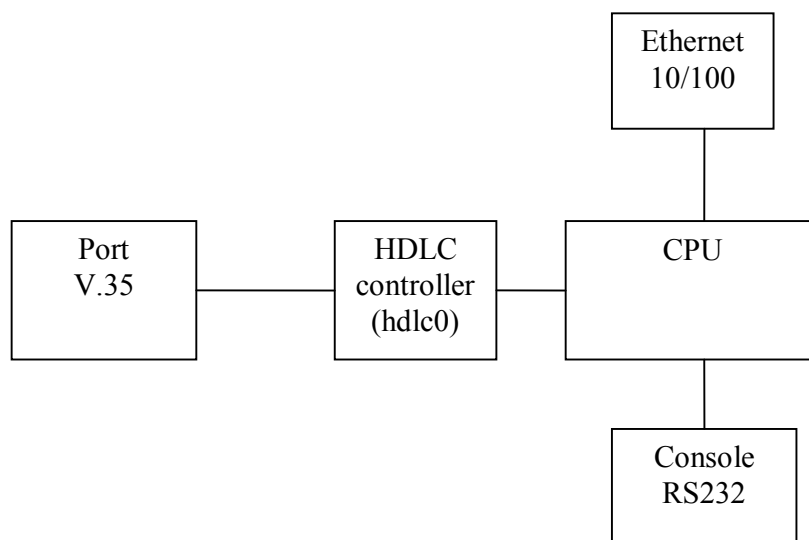 Ethernet
10/100
Port
V.35
HDLC
controller
(hdlc0)
CPU
Console
RS232